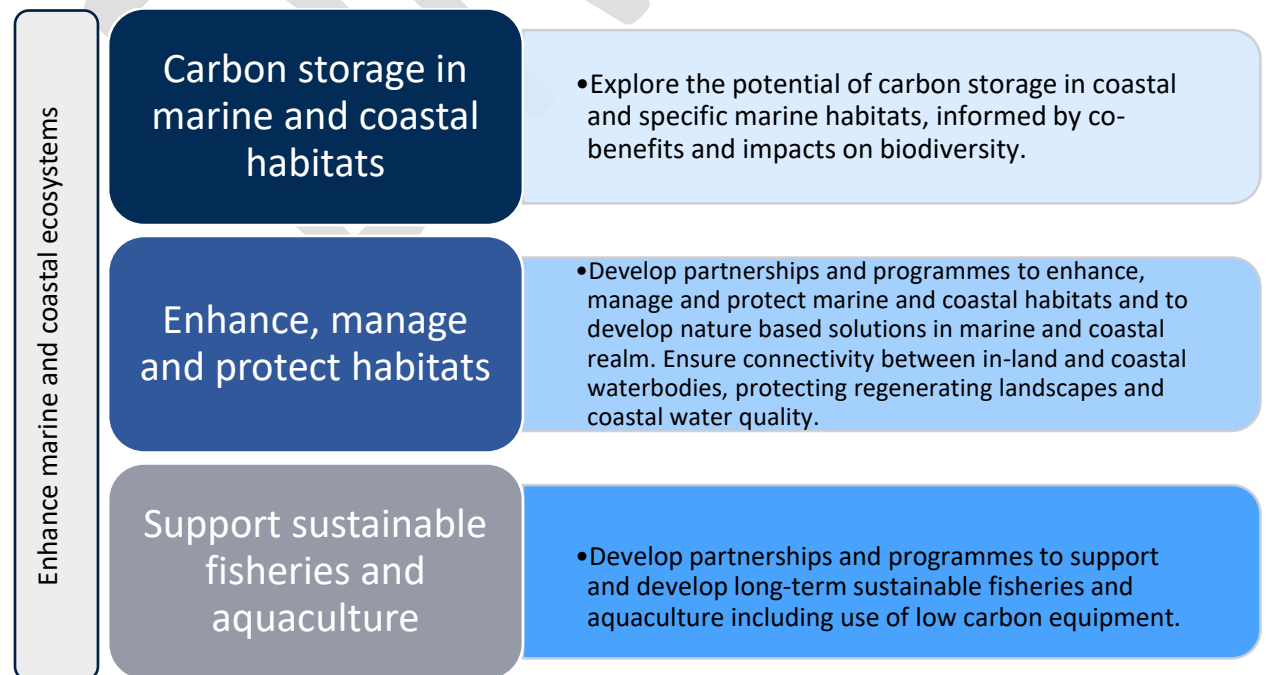 Enhance marine and coastal ecosystems
Carbon storage in
marine and coastal
habitats
•Explore the potential of carbon storage in coastal
and specific marine habitats, informed by co-
benefits and impacts on biodiversity.
Enhance, manage
and protect habitats
•Develop partnerships and programmes to enhance,
manage and protect marine and coastal habitats and to
develop nature based solutions in marine and coastal
realm. Ensure connectivity between in-land and coastal
waterbodies, protecting regenerating landscapes and
coastal water quality.
Support sustainable
fisheries and
aquaculture
•Develop partnerships and programmes to support
and develop long-term sustainable fisheries and
aquaculture including use of low carbon equipment.